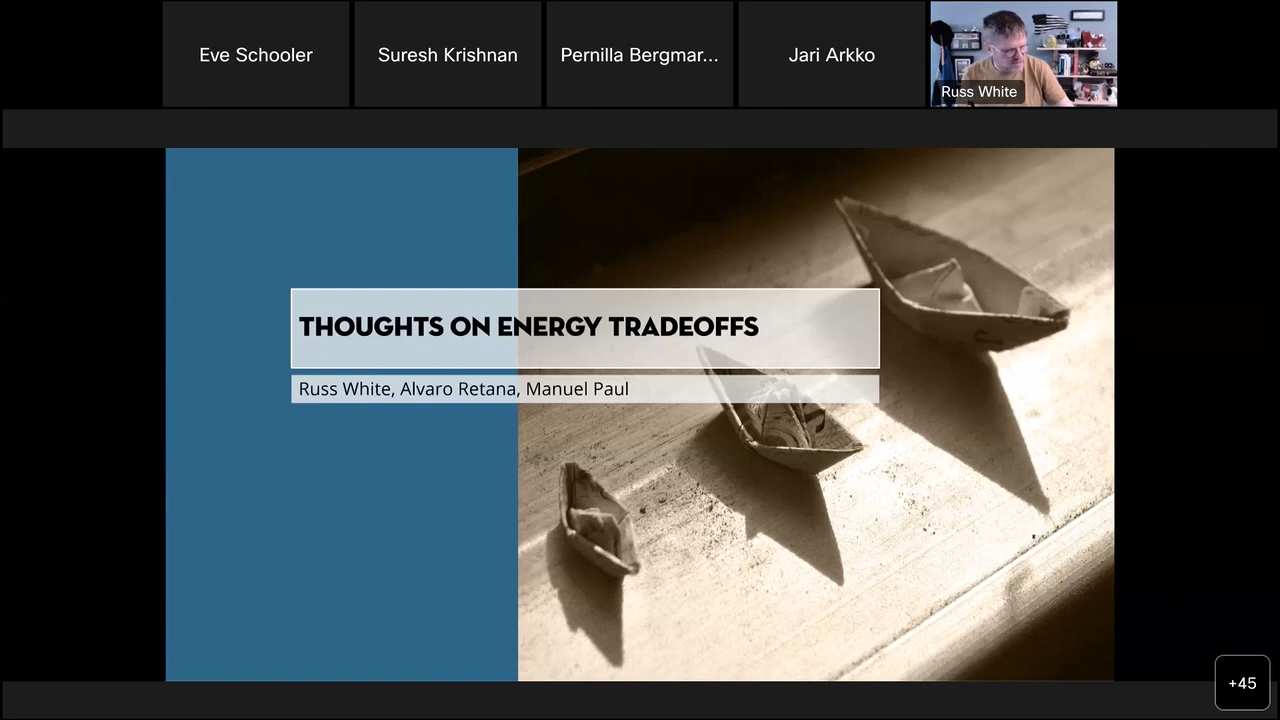 Eve Schooler
Suresh Krishnan
Pernilla Bergmar...
Jari Arkko
Russ White
THOUGHTS ON ENERGY TRADEOFFS
Russ White, Alvaro Retana, Manuel Paul
+45